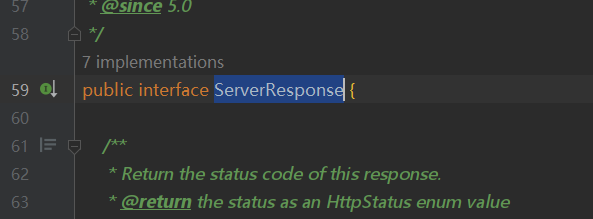 57 * @since 5.0
58 */
7 implementations
59 public interface ServerResponse {
60
61 /**
62 * Return the status code of this response.
63 * @return the status as an HttpStatus enum value